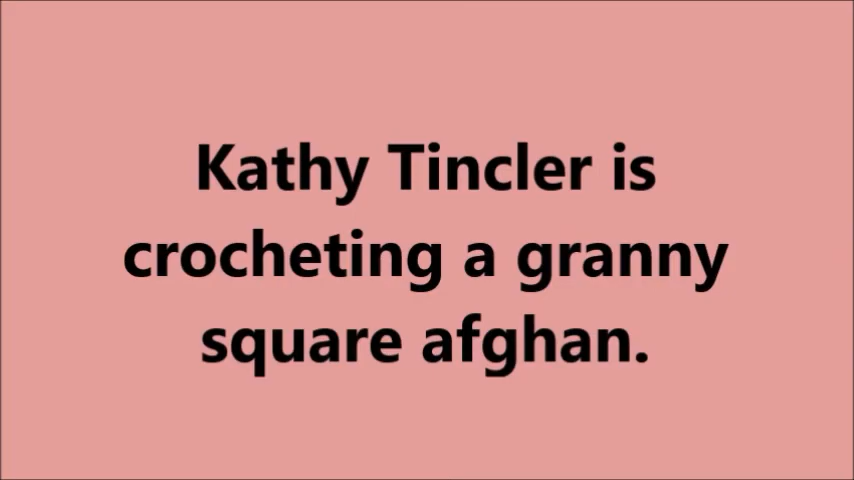 Kathy Tincler is
crocheting a granny
square afghan.